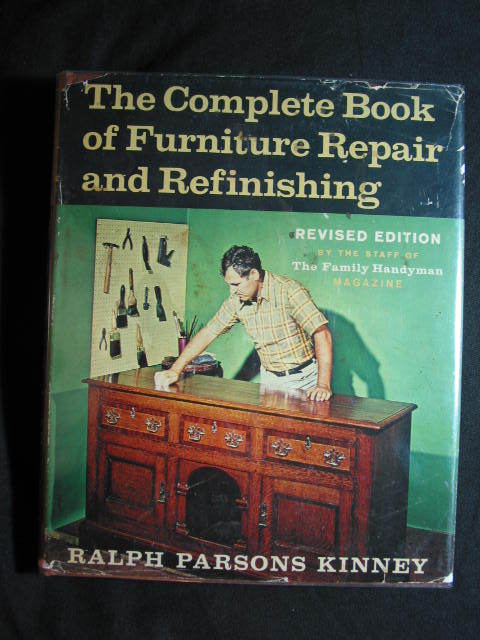 The Complete Book
of Furniture Repair
and Refinishing
REVISED EDITION
BY THE STAFF OF
The Family Handyman
MAGAZINE
RALPH PARSONS KINNEY